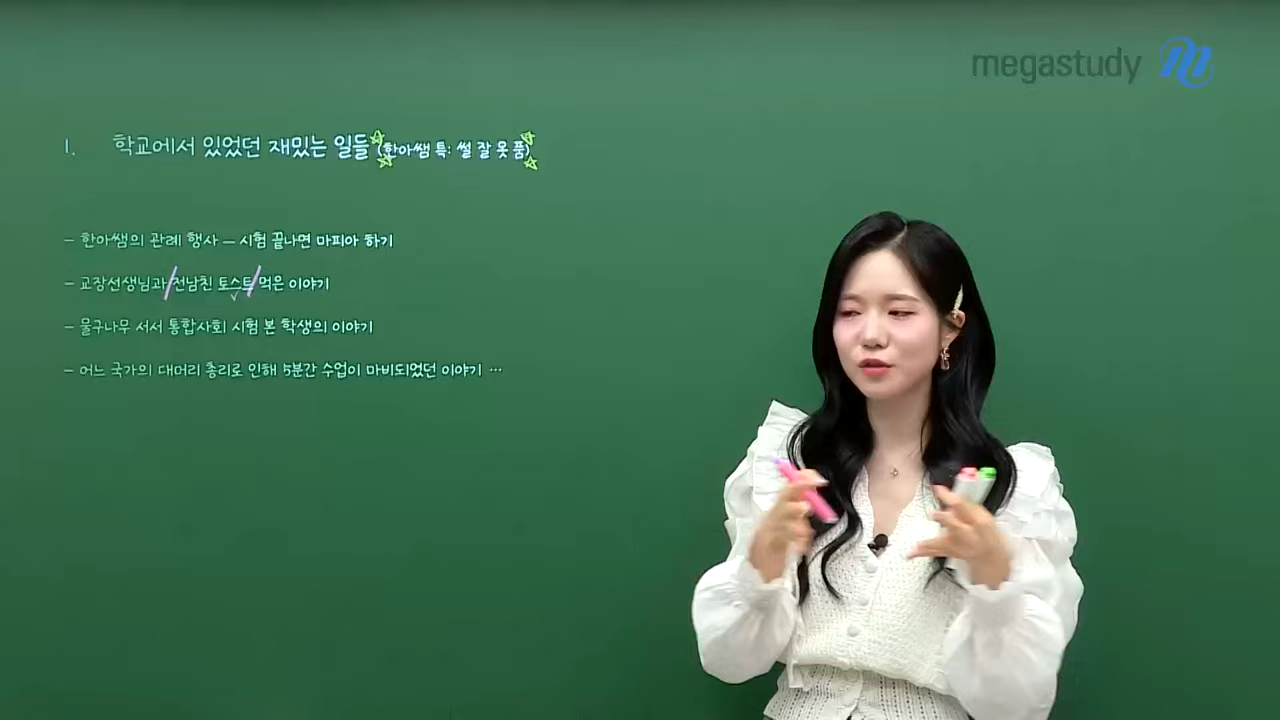 megastudy
1. 학교에서 있었던 재밌는 일들 (한아쌤 특: 썰 잘 못 품)
- 한아쌤의 관례 행사 - 시험 끝나면 마피아 하기
- 교장선생님과/전남친 토스트/먹은 이야기
- 물구나무 서서 통합사회 시험 본 학생의 이야기
- 어느 국가의 대머리 총리로 인해 5분간 수업이 마비되었던 이야기 …